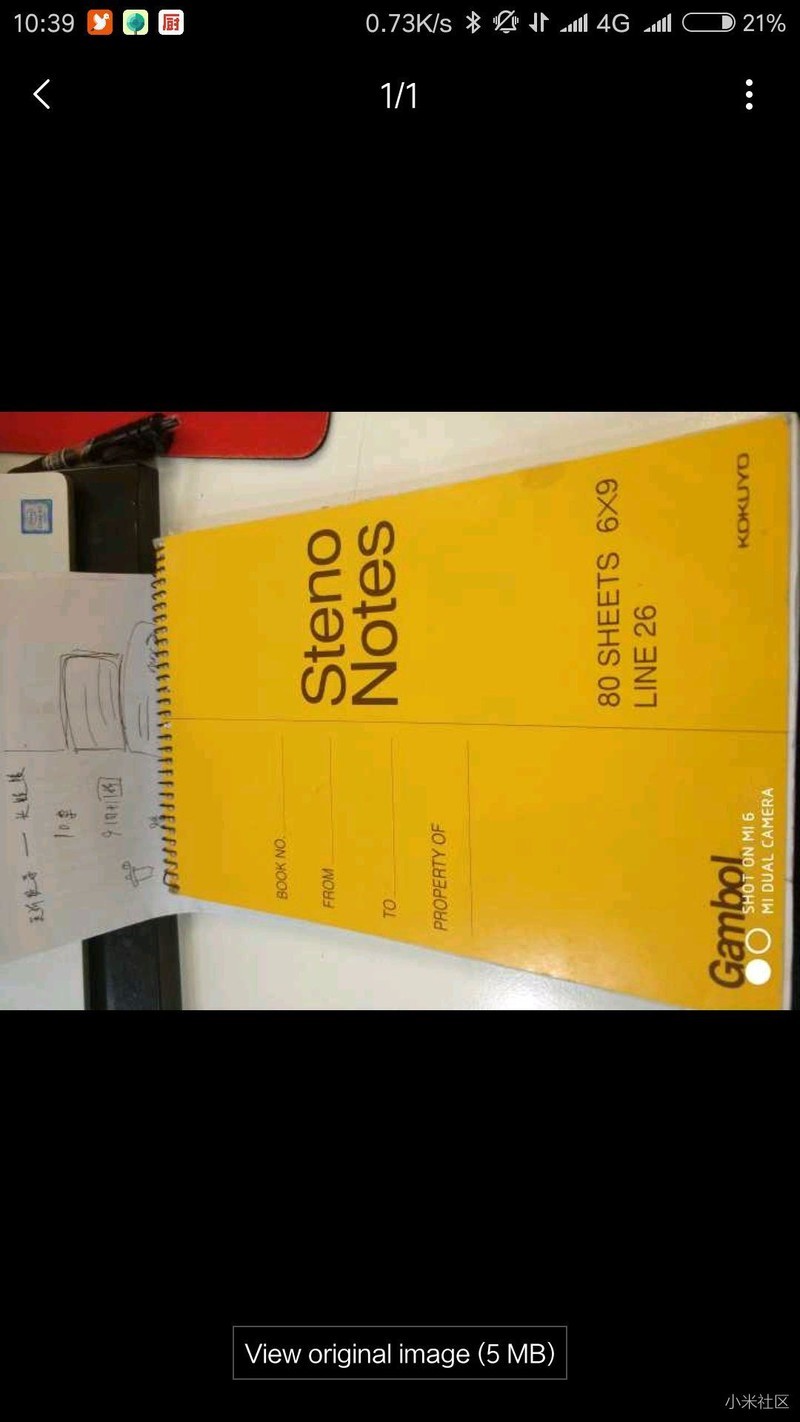 10:39
厨
0.73K/s
4G
21%
1/1
Steno
Notes
80 SHEETS 6X9
LINE 26
KOKUYO
BOOK NO.
FROM
TO
PROPERTY OF
Gambol
SHOT ON MI 6
MI DUAL CAMERA
10
View original image (5 MB)
小米社区